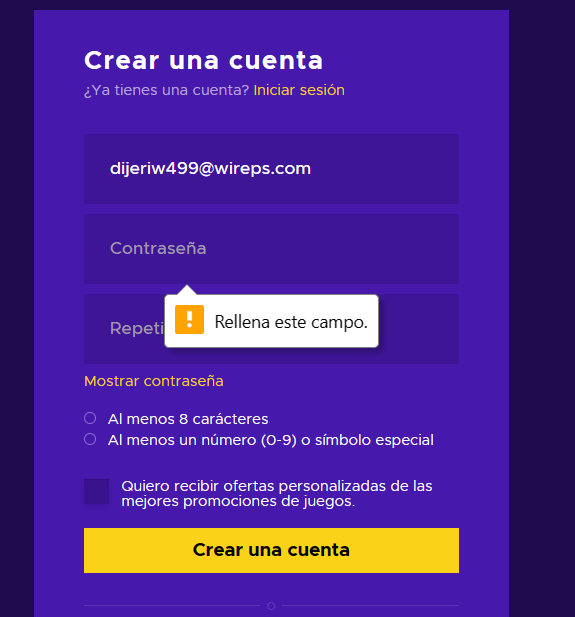 Crear una cuenta
¿Ya tienes una cuenta? Iniciar sesión
dijeriw499@wireps.com
Contraseña
Rellena este campo.
Repeti
Mostrar contraseña
Al menos 8 carácteres
Al menos un número (0-9) o símbolo especial
Quiero recibir ofertas personalizadas de las
mejores promociones de juegos.
Crear una cuenta
o